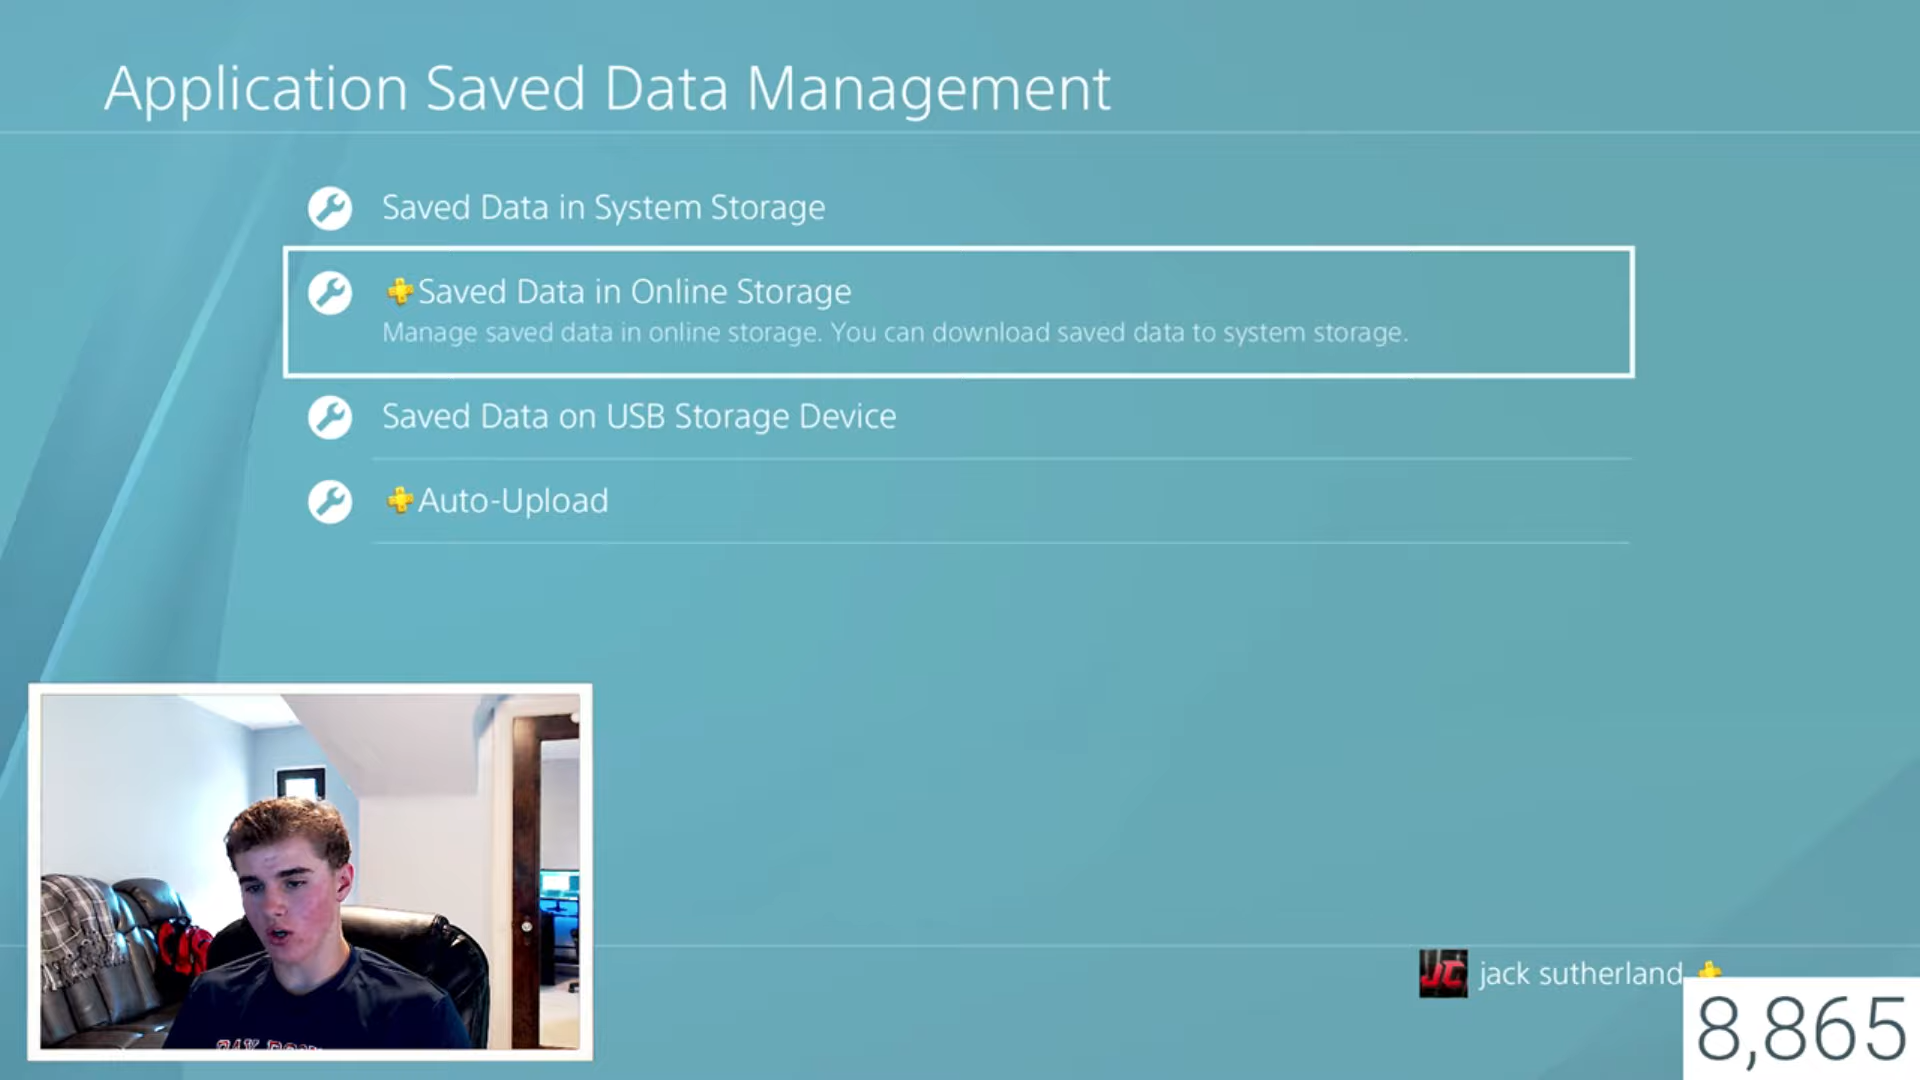 Application Saved Data Management
Saved Data in System Storage
Saved Data in Online Storage
Manage saved data in online storage. You can download saved data to system storage.
Saved Data on USB Storage Device
Auto-Upload
jack sutherland
8,865